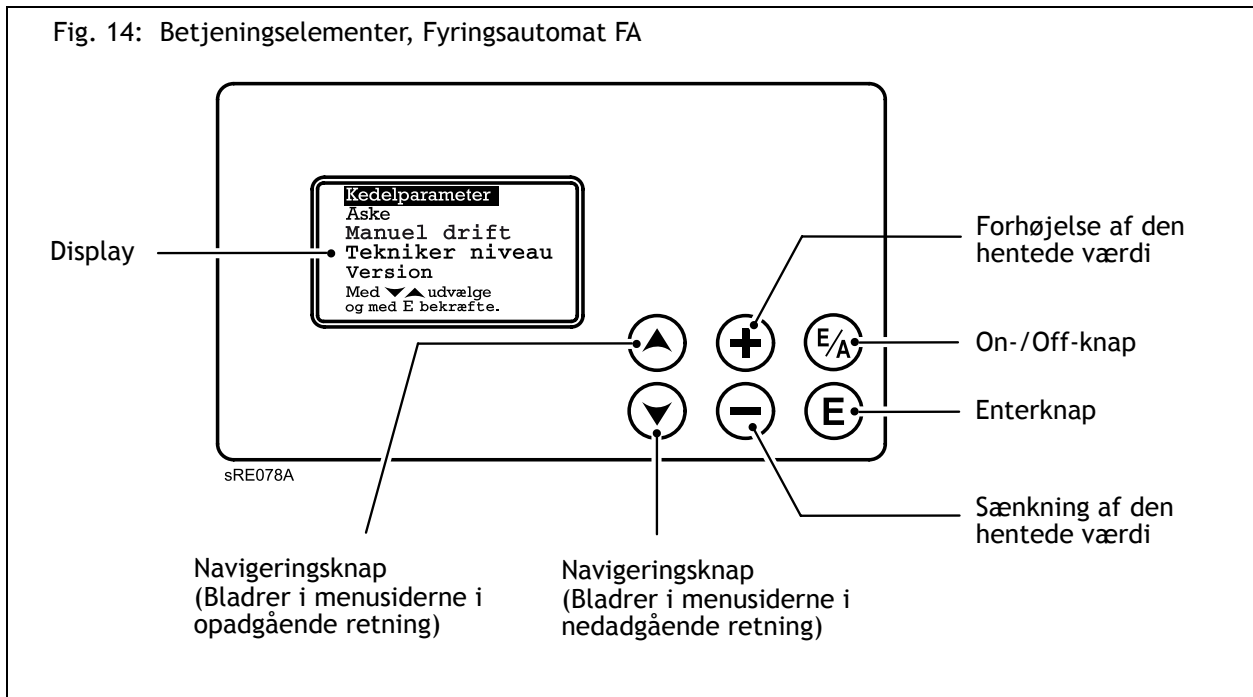 Fig. 14: Betjeningselementer, Fyringsautomat FA
Display
Kedelparameter
Aske
Manuel drift
Tekniker niveau
Version
Med ▼▲ udvælge
og med E bekræfte.
Forhøjelse af den
hentede værdi
E/A
On-/Off-knap
E
Enterknap
Sænkning af den
hentede værdi
sRE078A
Navigeringsknap
(Bladrer i menusiderne i
opadgående retning)
Navigeringsknap
(Bladrer i menusiderne i
nedadgående retning)